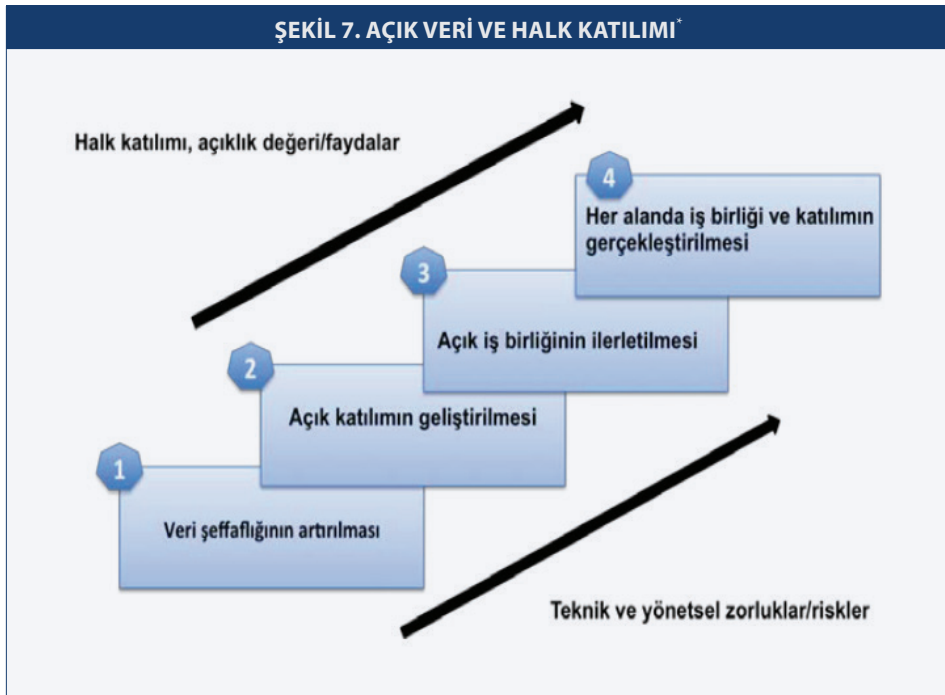 ŞEKİL 7. AÇIK VERİ VE HALK KATILIMI*
Halk katılımı, açıklık değeri/faydalar
4
Her alanda iş birliği ve katılımın
gerçekleştirilmesi
3
Açık iş birliğinin ilerletilmesi
2
Açık katılımın geliştirilmesi
1
Veri şeffaflığının artırılması
Teknik ve yönetsel zorluklar/riskler